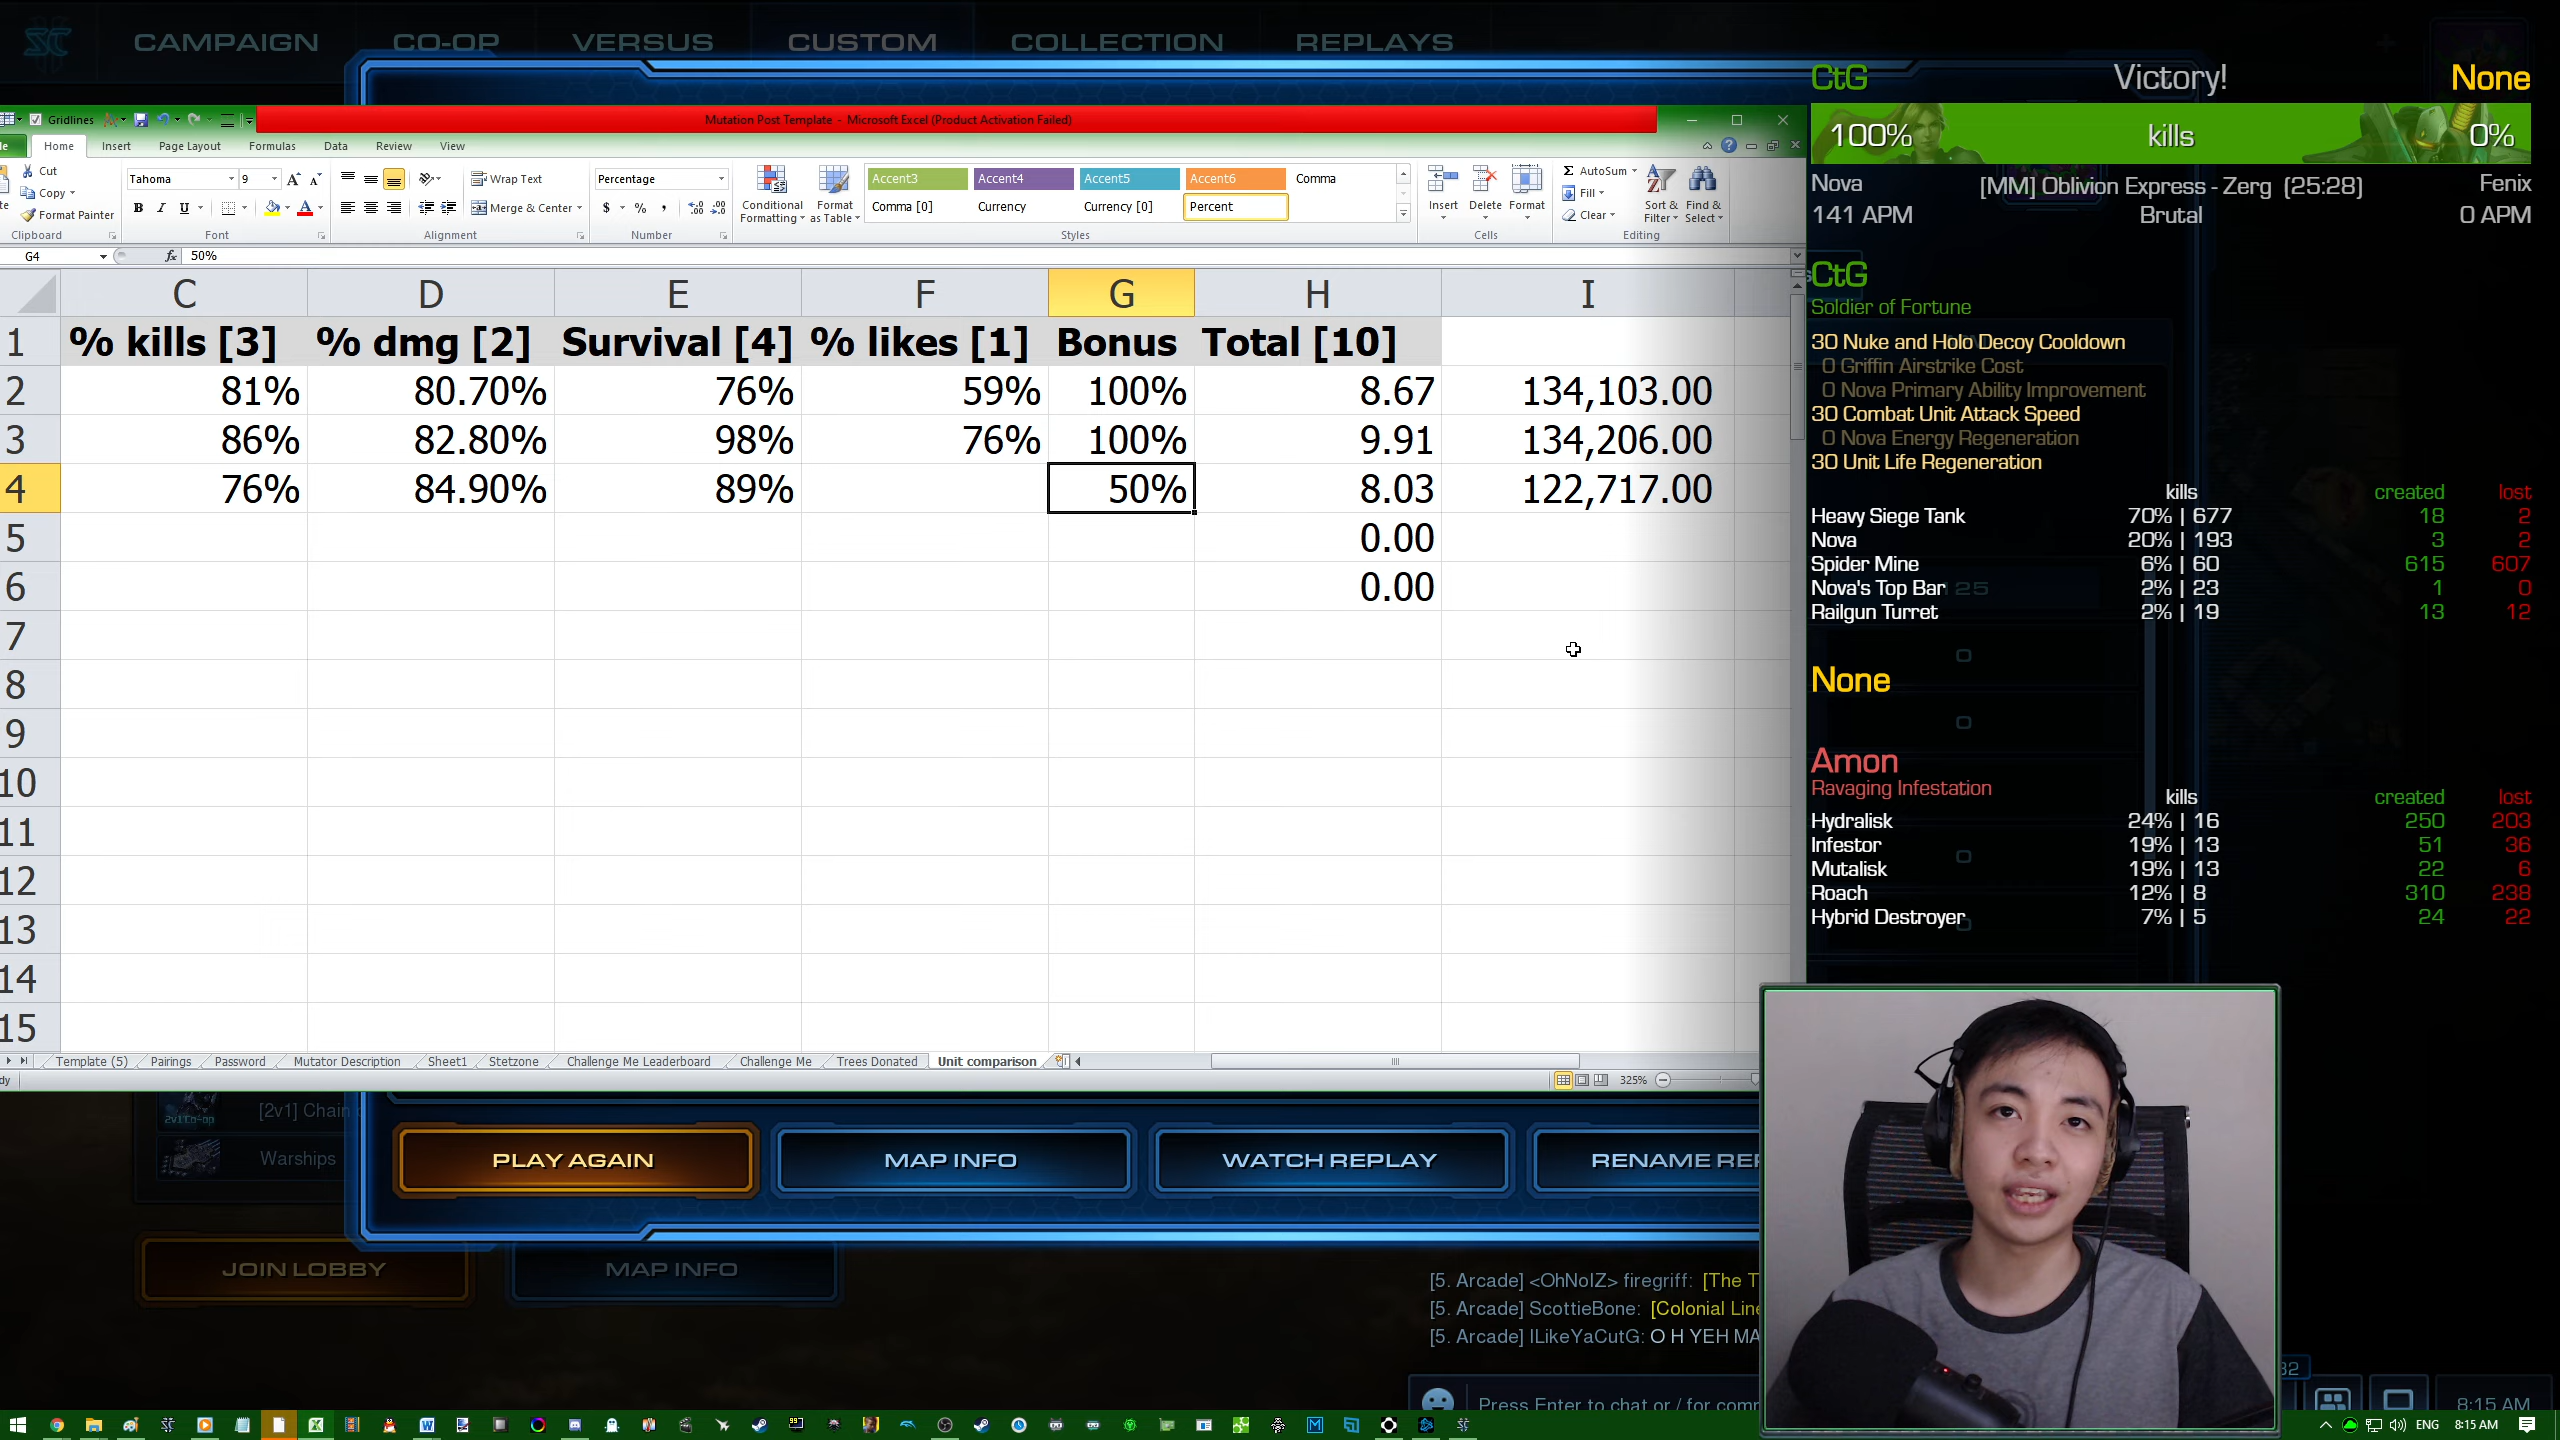 CAMPAIGN CO-OP VERSUS CUSTOM COLLECTION REPLAYS
CtG Victory! None
100% kills 0%
Nova [MM] Oblivion Express - Zerg (25:28) Fenix
141 APM Brutal 0 APM
Gridlines
Mutation Post Template - Microsoft Excel (Product Activation Failed)
Home Insert Page Layout Formulas Data Review View
Cut
Copy
Format Painter
Clipboard
Tahoma 9
B I U
Font
Wrap Text
Merge & Center
Alignment
Percentage
$ % ,
Number
Conditional Formatting
Format as Table
Accent3 Accent4 Accent5 Accent6 Comma
Comma [0] Currency Currency [0] Percent
Styles
Insert Delete Format
Cells
AutoSum
Fill
Clear
Sort & Filter
Find & Select
Editing
G4 fx 50%
C D E F G H I
1 % kills [3] % dmg [2] Survival [4] % likes [1] Bonus Total [10]
2 81% 80.70% 76% 59% 100% 8.67 134,103.00
3 86% 82.80% 98% 76% 100% 9.91 134,206.00
4 76% 84.90% 89% 50% 8.03 122,717.00
5 0.00
6 0.00
7
8
9
10
11
12
13
14
15
Template (5) Pairings Password Mutator Description Sheet1 Stetzone Challenge Me Leaderboard Challenge Me Trees Donated Unit comparison
325%
CtG
Soldier of Fortune
30 Nuke and Holo Decoy Cooldown
0 Griffin Airstrike Cost
0 Nova Primary Ability Improvement
30 Combat Unit Attack Speed
0 Nova Energy Regeneration
30 Unit Life Regeneration
kills created lost
Heavy Siege Tank 70% | 677 18 2
Nova 20% | 193 3 2
Spider Mine 6% | 60 615 607
Nova's Top Bar 2% | 23 1 0
Railgun Turret 2% | 19 13 12
None
Amon
Ravaging Infestation
kills created lost
Hydralisk 24% | 16 250 203
Infestor 19% | 13 51 36
Mutalisk 19% | 13 22 6
Roach 12% | 8 310 238
Hybrid Destroyer 7% | 5 24 22
[2v1] Chain
Warships
PLAY AGAIN MAP INFO WATCH REPLAY RENAME REP
JOIN LOBBY MAP INFO
[5. Arcade] <OhNoIZ> firegriff: [The T
[5. Arcade] ScottieBone: [Colonial Line
[5. Arcade] ILikeYaCutG: O H YEH MA
Press Enter to chat or / for comm
8:15 AM
ENG 8:15 AM